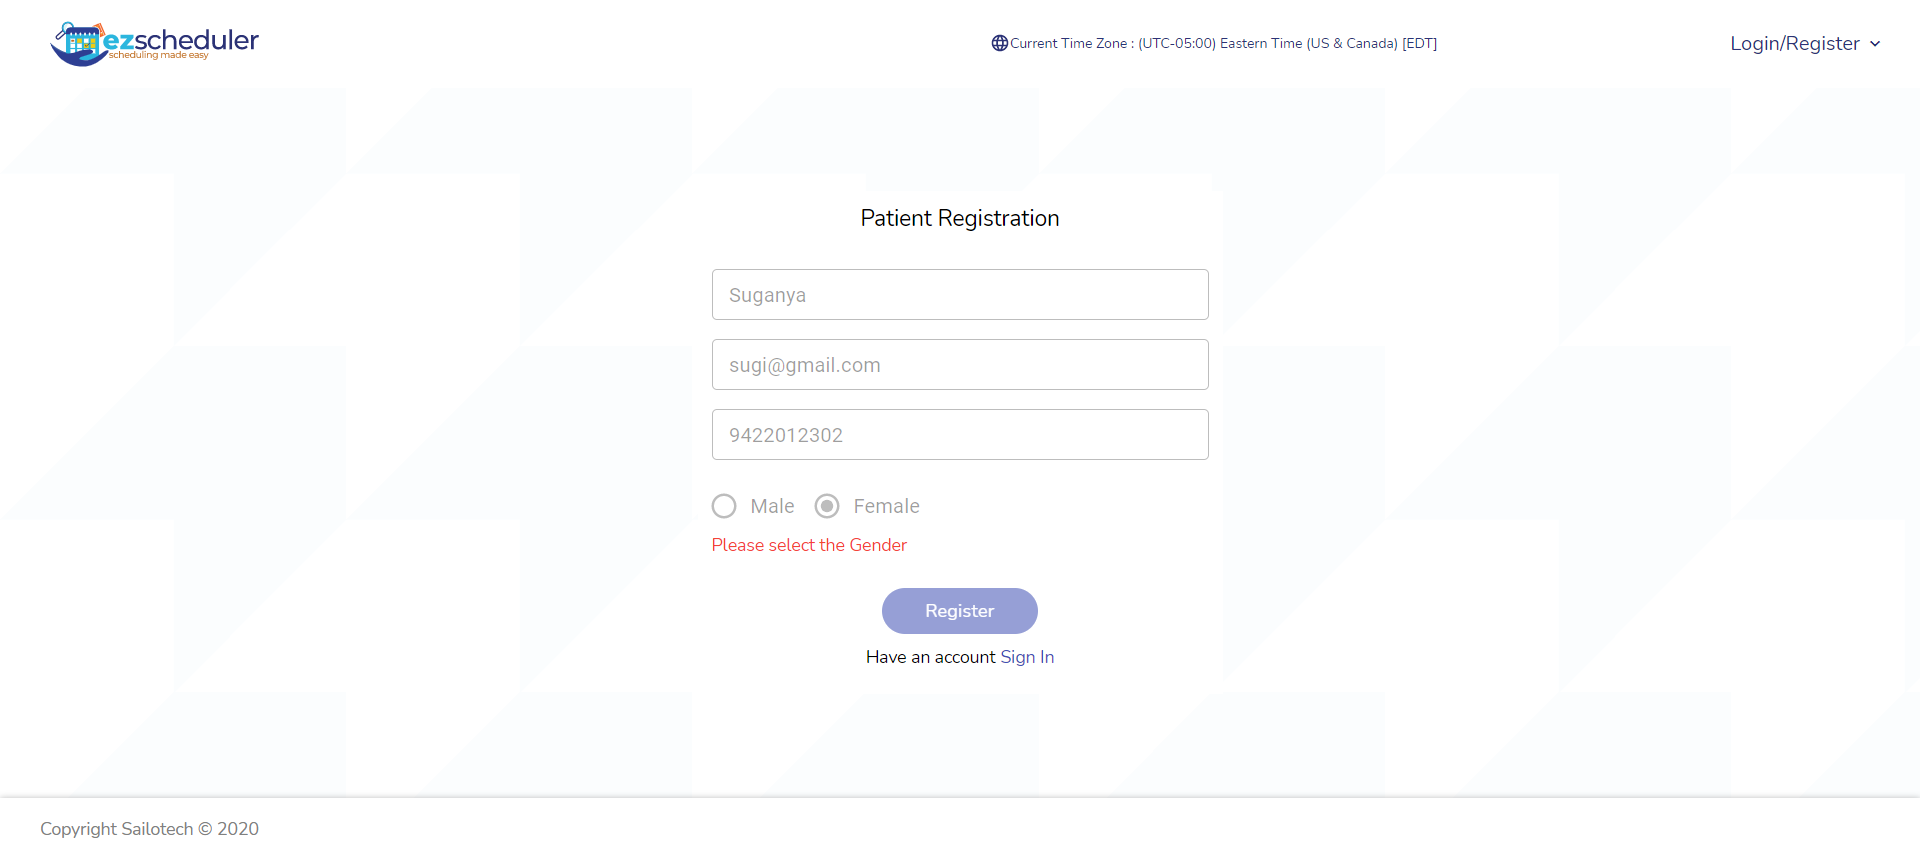 ezscheduler
scheduling made easy
Current Time Zone : (UTC-05:00) Eastern Time (US & Canada) [EDT]
Login/Register
Patient Registration
Suganya
sugi@gmail.com
9422012302
Male Female
Please select the Gender
Register
Have an account Sign In
Copyright Sailotech © 2020